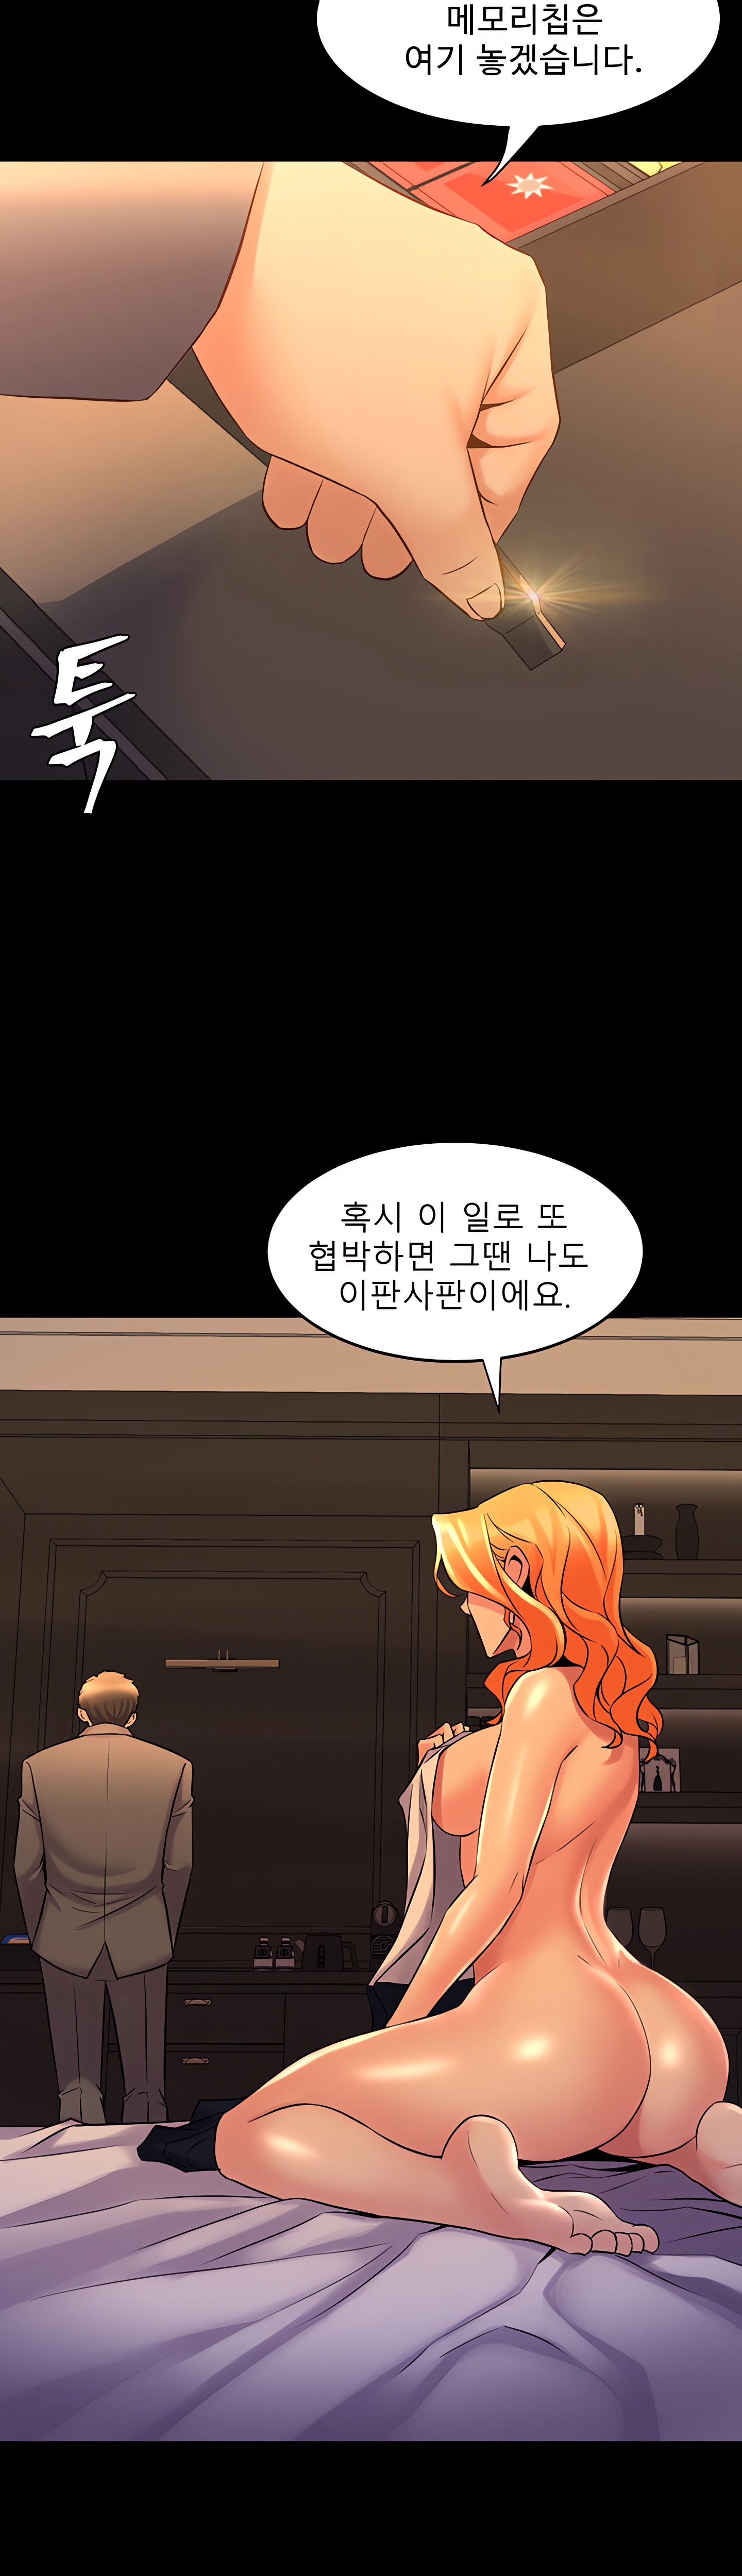 메모리칩은
여기 놓겠습니다.
툭
혹시 이 일로 또
협박하면 그땐 나도
이판사판이에요.